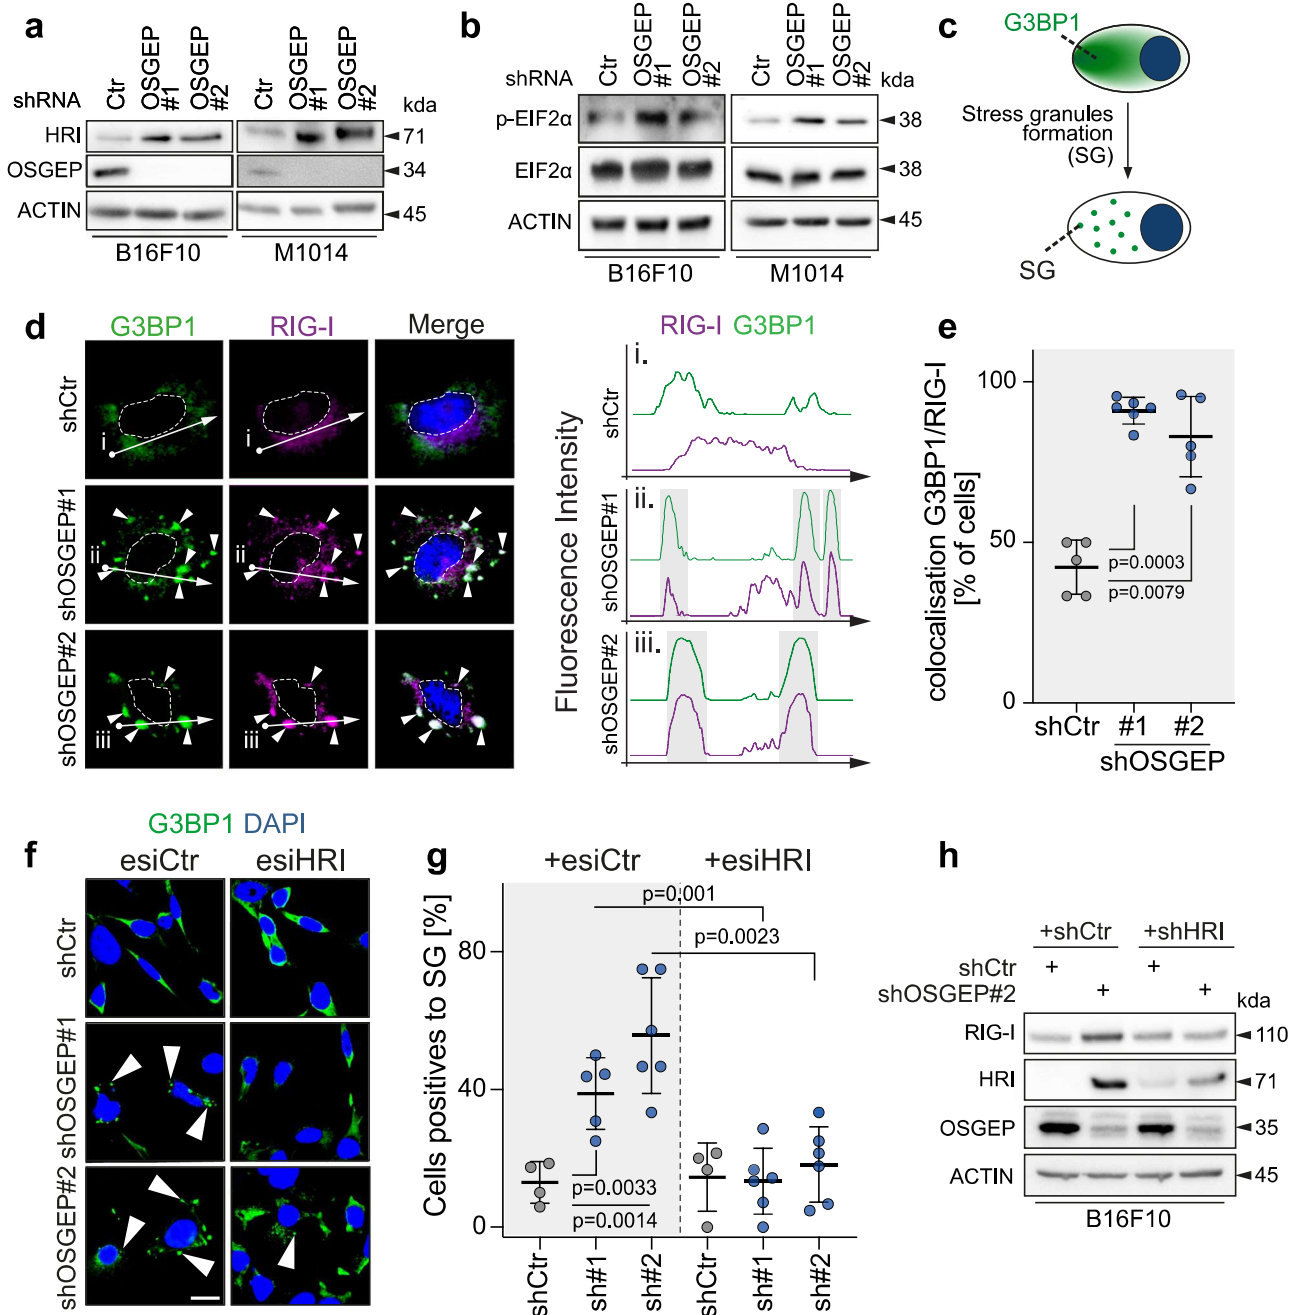 a
shRNA
Ctr
OSGEP
#1
OSGEP
#2
Ctr
OSGEP
#1
OSGEP
#2
kda
HRI
71
OSGEP
34
ACTIN
45
B16F10
M1014
b
shRNA
Ctr
OSGEP
#1
OSGEP
#2
Ctr
OSGEP
#1
OSGEP
#2
kda
p-EIF2α
38
EIF2α
38
ACTIN
45
B16F10
M1014
c
G3BP1
Stress granules
formation
(SG)
SG
d
G3BP1
RIG-I
Merge
shCtr
i
i
shOSGEP#1
ii
ii
shOSGEP#2
iii
iii
RIG-I G3BP1
Fluorescence Intensity
shCtr
i.
shOSGEP#1
ii.
shOSGEP#2
iii.
e
colocalisation G3BP1/RIG-I
[% of cells]
100
50
0
p=0.0003
p=0.0079
shCtr
#1
#2
shOSGEP
f
G3BP1 DAPI
esiCtr
esiHRI
shCtr
shOSGEP#1
shOSGEP#2
g
+esiCtr
+esiHRI
Cells positives to SG [%]
80
40
0
p=0.001
p=0.0023
p=0.0033
p=0.0014
shCtr
sh#1
sh#2
shCtr
sh#1
sh#2
h
+shCtr
+shHRI
shCtr
+
+
shOSGEP#2
+
+
kda
RIG-I
110
HRI
71
OSGEP
35
ACTIN
45
B16F10